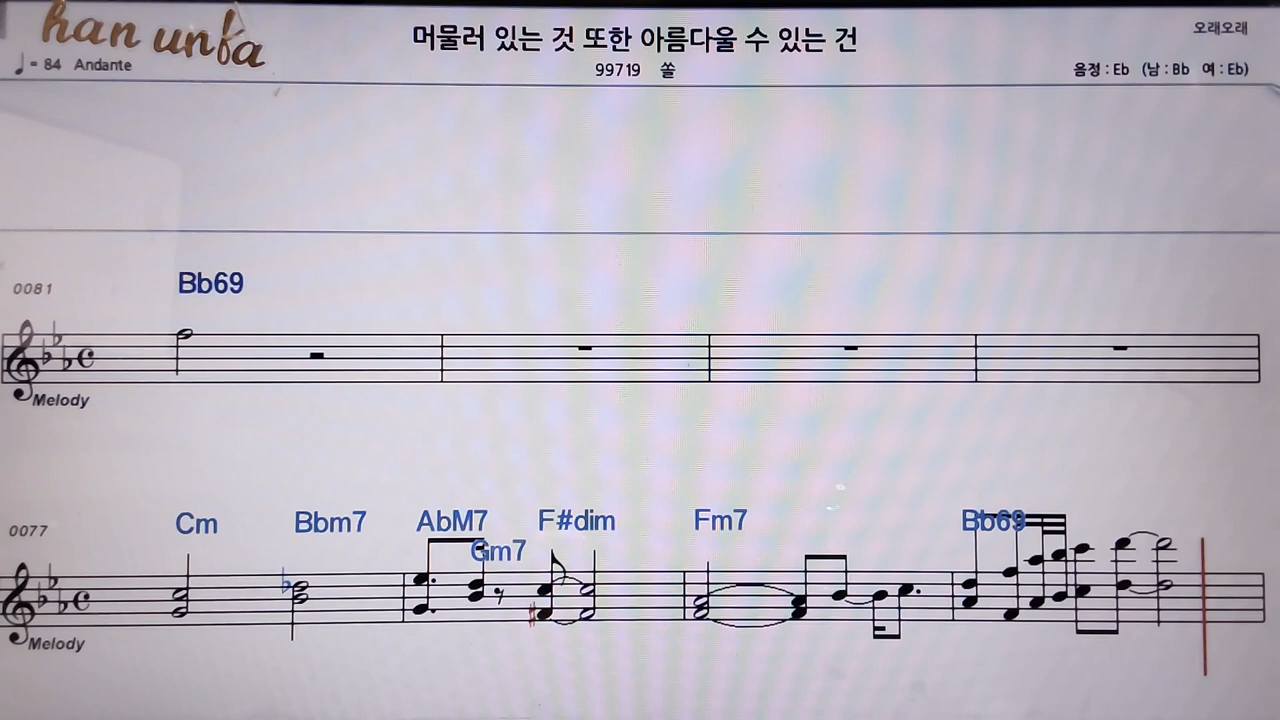 han unfa
머물러 있는 것 또한 아름다울 수 있는 건
오래오래
♩= 84 Andante
99719 쏠
음정 : Eb (남 : Bb 여 : Eb)
0081
Bb69
Melody
0077
Cm Bbm7 AbM7 Gm7 F#dim Fm7 Bb69
Melody